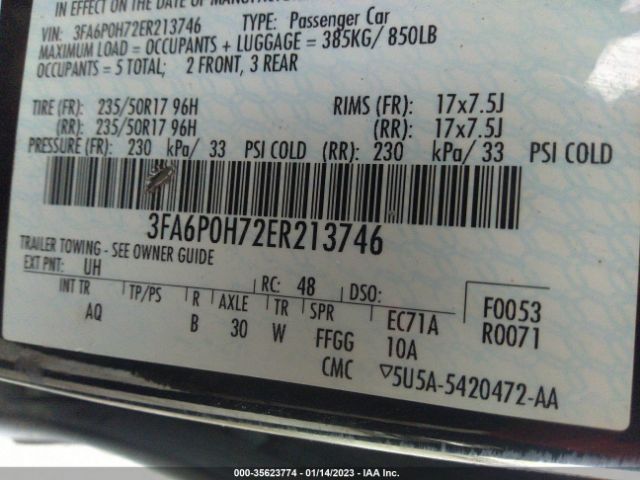 IN EFFECT ON THE DATE OF MANUFACTUR
VIN: 3FA6P0H72ER213746 TYPE: Passenger Car
MAXIMUM LOAD = OCCUPANTS + LUGGAGE = 385KG/ 850LB
OCCUPANTS = 5 TOTAL; 2 FRONT, 3 REAR
TIRE (FR): 235/50R17 96H RIMS (FR): 17x7.5J
(RR): 235/50R17 96H (RR): 17x7.5J
PRESSURE (FR): 230 kPa/ 33 PSI COLD (RR): 230 kPa/ 33 PSI COLD
3FA6P0H72ER213746
TRAILER TOWING - SEE OWNER GUIDE
EXT PNT: UH RC: 48 DSO:
INT TR TP/PS R AXLE TR SPR EC71A F0053
AQ B 30 W FFGG 10A R0071
CMC ▽5U5A-5420472-AA
000-35623774 - 01/14/2023 - IAA Inc.